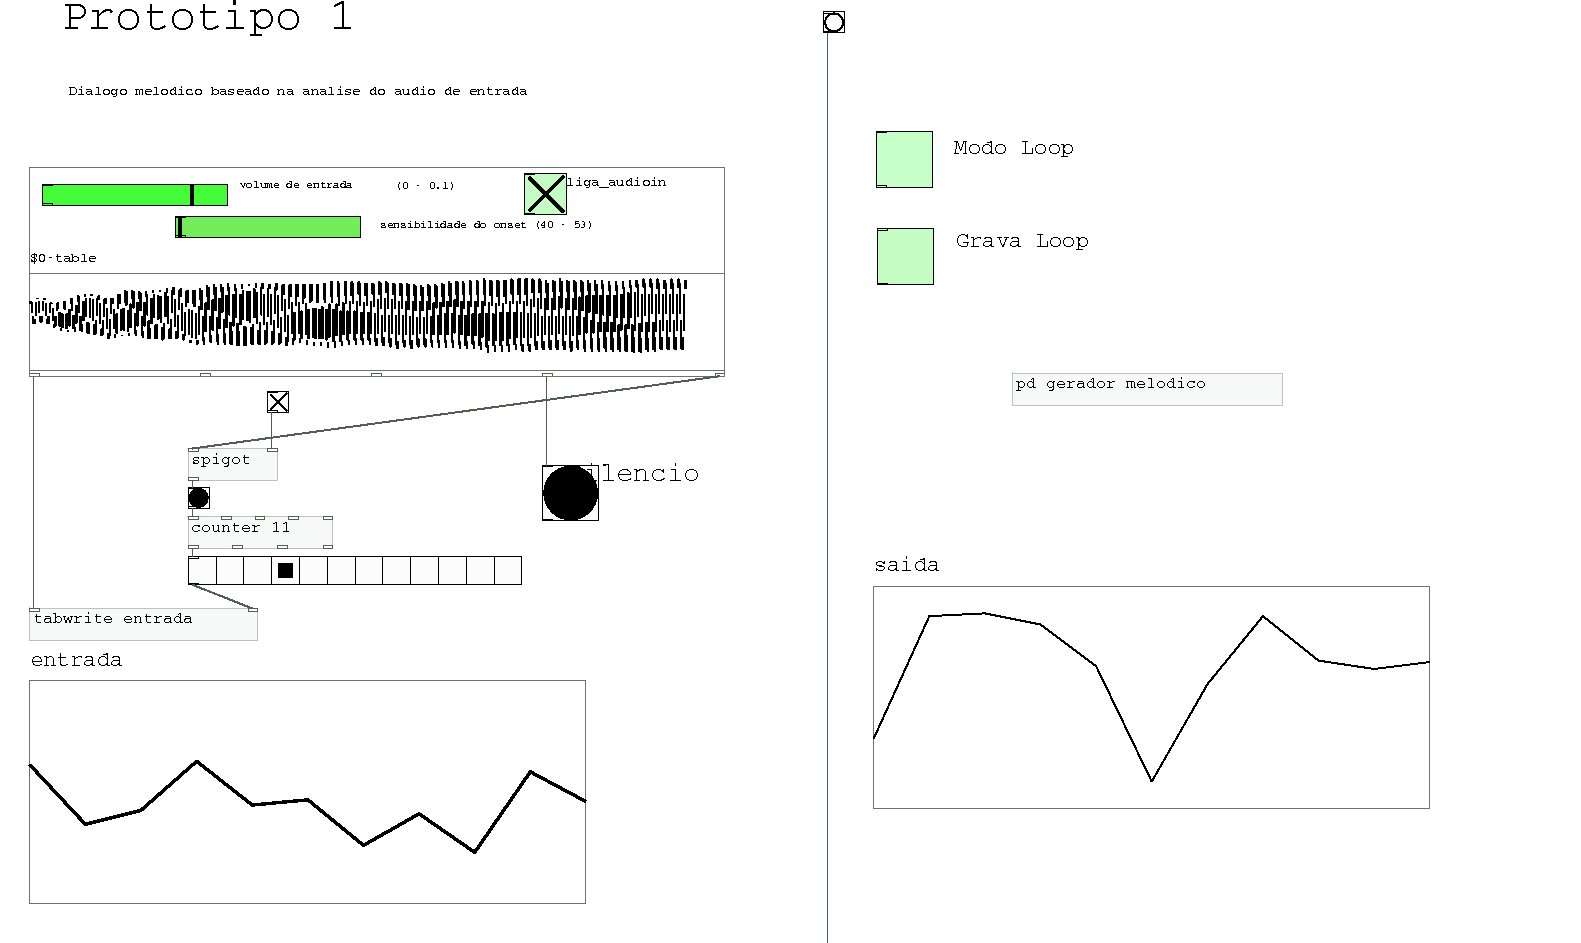 Prototipo 1
Dialogo melodico baseado na analise do audio de entrada
volume de entrada (0 - 0.1)
liga_audioin
sensibilidade do onset (40 - 53)
$0-table
spigot
lencio
counter 11
tabwrite entrada
entrada
Modo Loop
Grava Loop
pd gerador melodico
saida